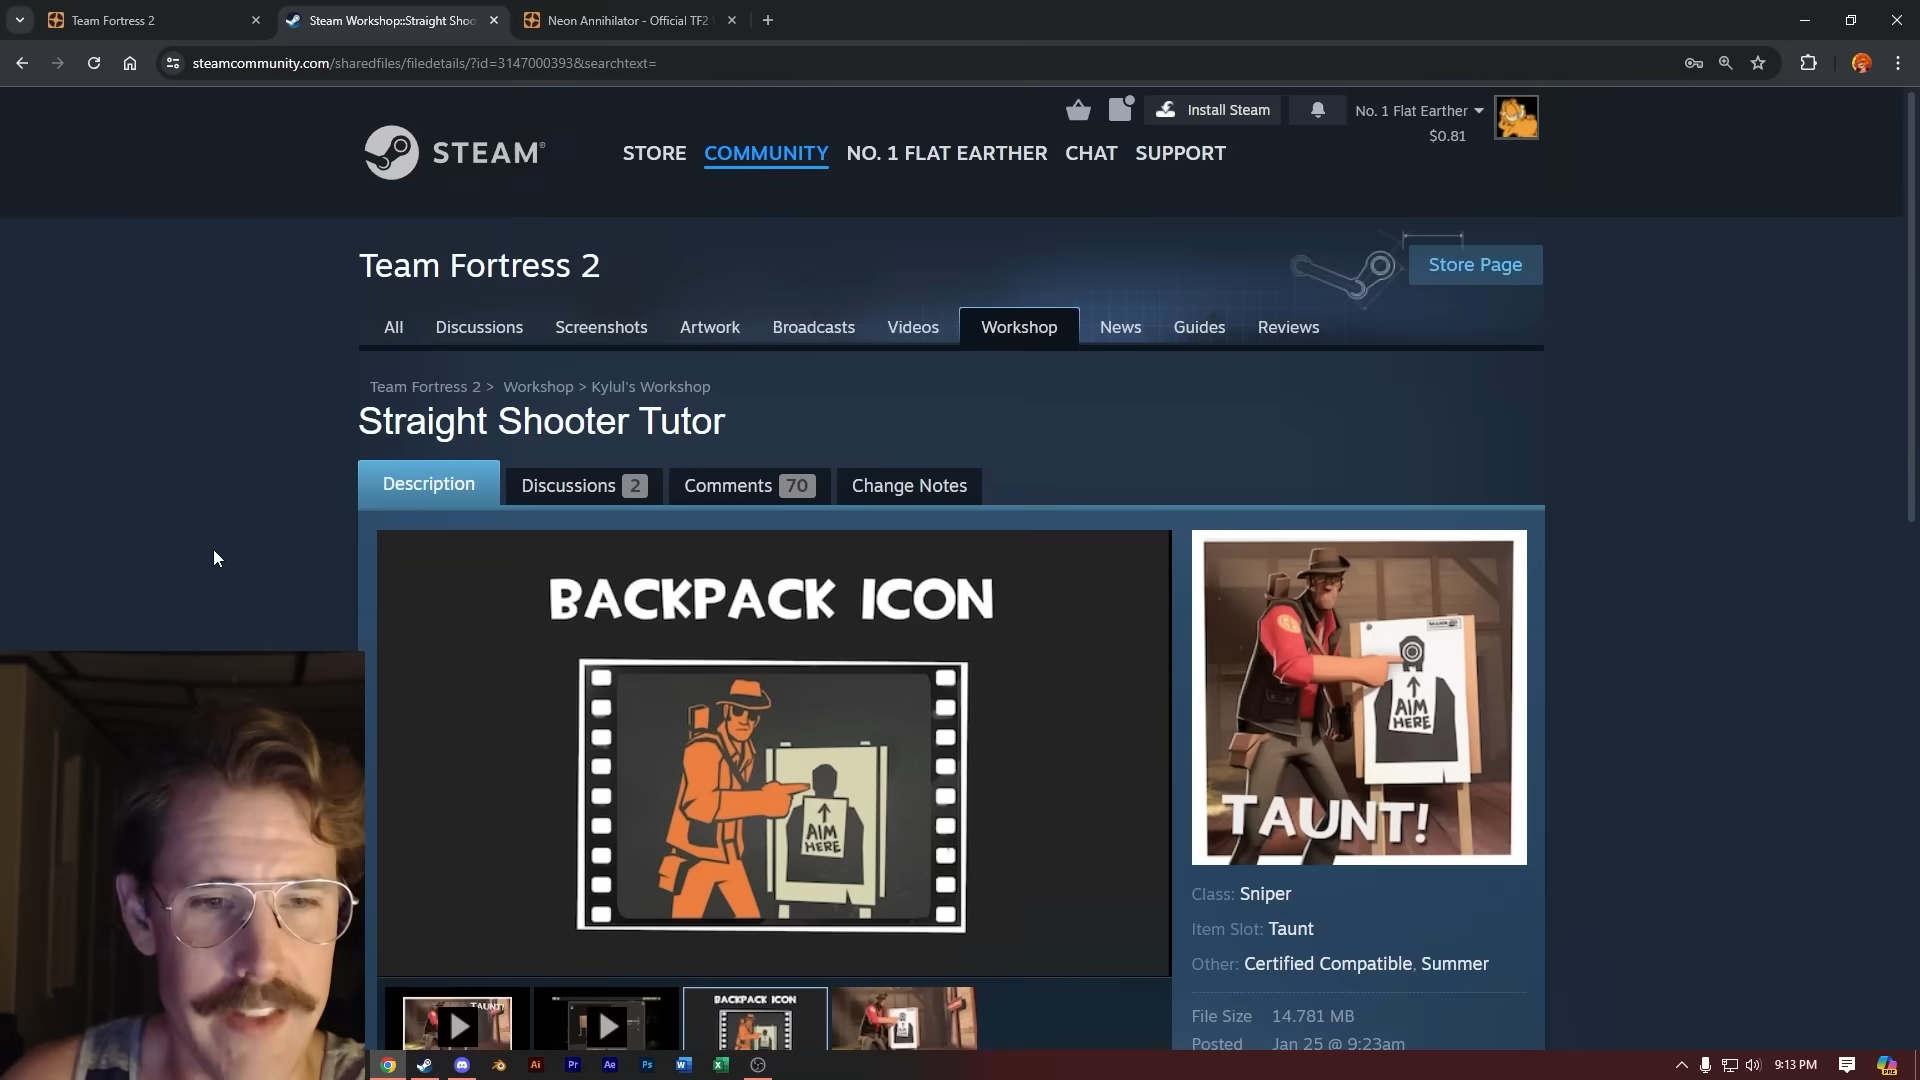 Team Fortress 2
Steam Workshop::Straight Shoo
Neon Annihilator - Official TF2
steamcommunity.com/sharedfiles/filedetails/?id=3147000393&searchtext=
Install Steam
No. 1 Flat Earther
$0.81
STEAM®
STORE
COMMUNITY
NO. 1 FLAT EARTHER
CHAT
SUPPORT
Team Fortress 2
Store Page
All
Discussions
Screenshots
Artwork
Broadcasts
Videos
Workshop
News
Guides
Reviews
Team Fortress 2 > Workshop > Kylul's Workshop
Straight Shooter Tutor
Description
Discussions 2
Comments 70
Change Notes
BACKPACK ICON
AIM
HERE
AIM
HERE
TAUNT!
Class: Sniper
Item Slot: Taunt
Other: Certified Compatible, Summer
File Size 14.781 MB
Posted Jan 25 @ 9:23am
TAUNT!
BACKPACK ICON
Ai
Pr
Ae
Ps
9:13 PM